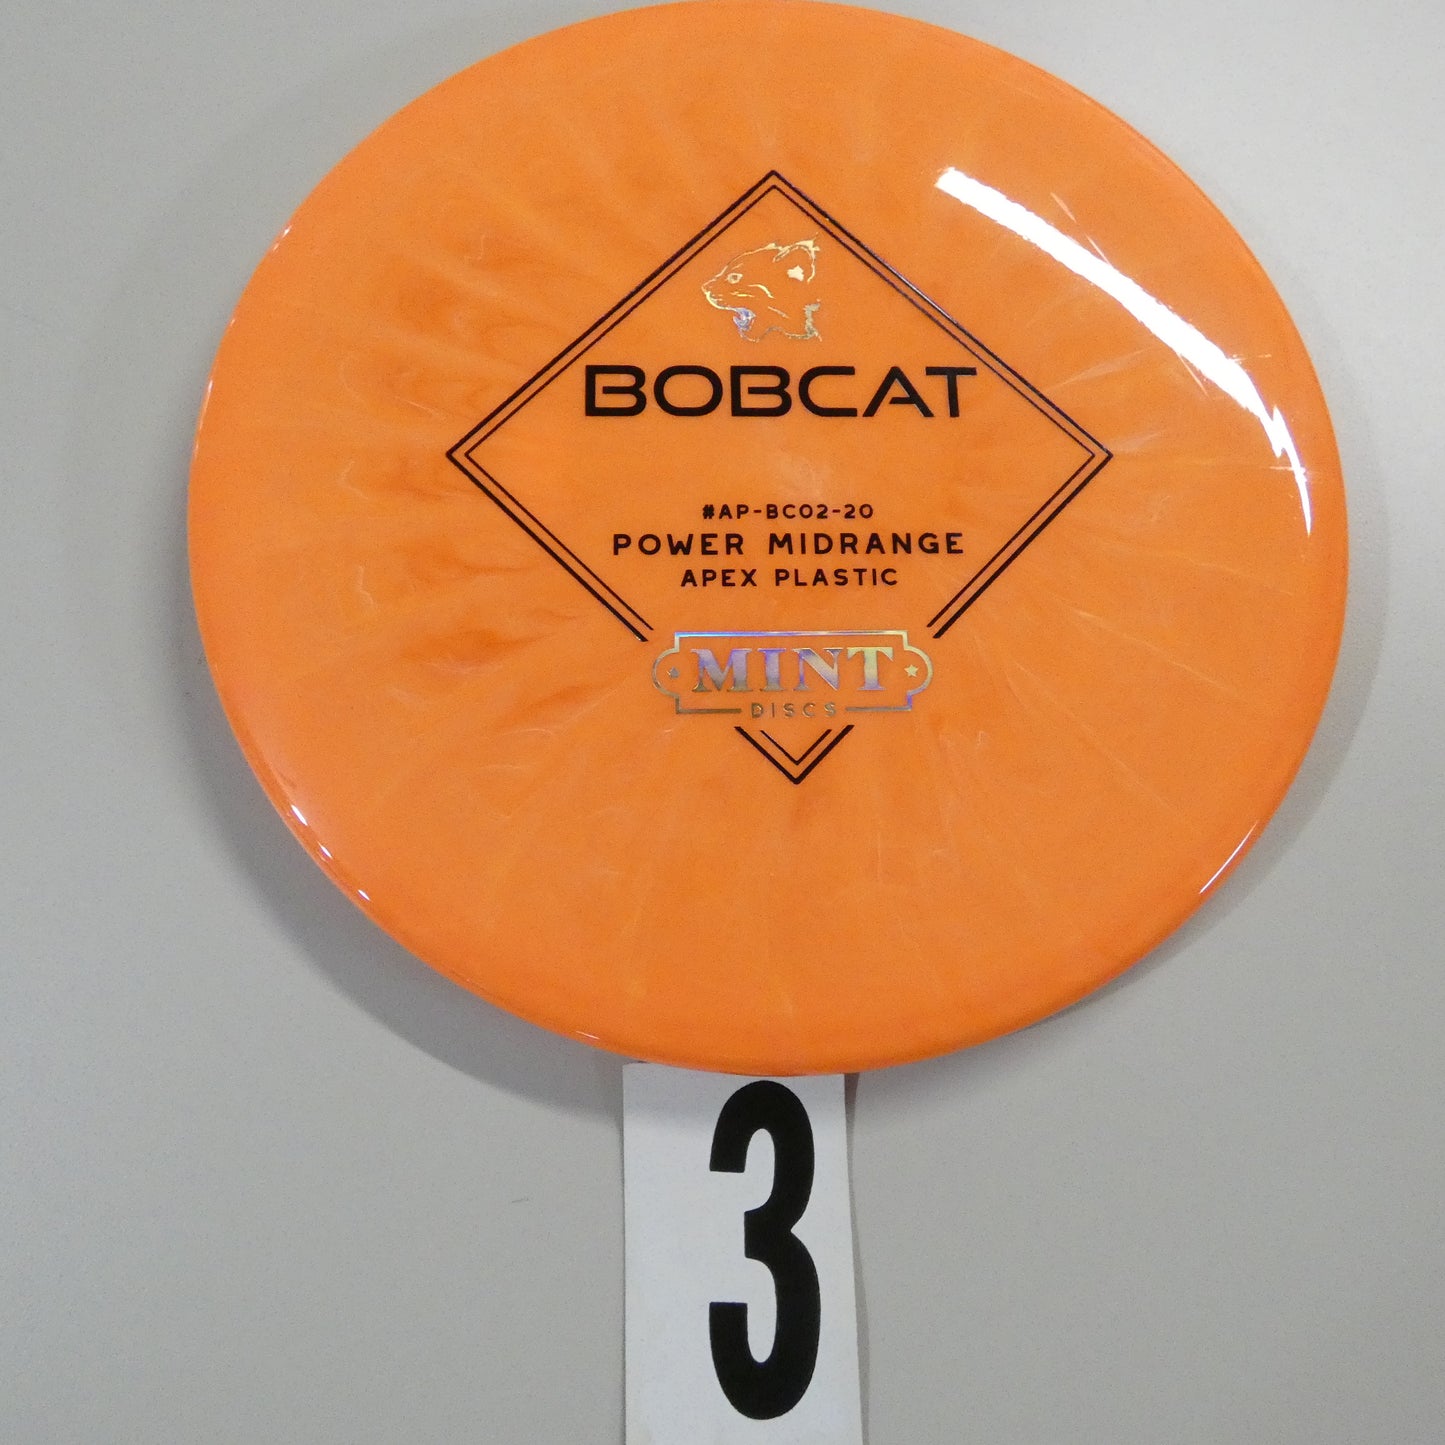 BOBCAT
#AP-BC02-20
POWER MIDRANGE
APEX PLASTIC
MINT
DISCS
3